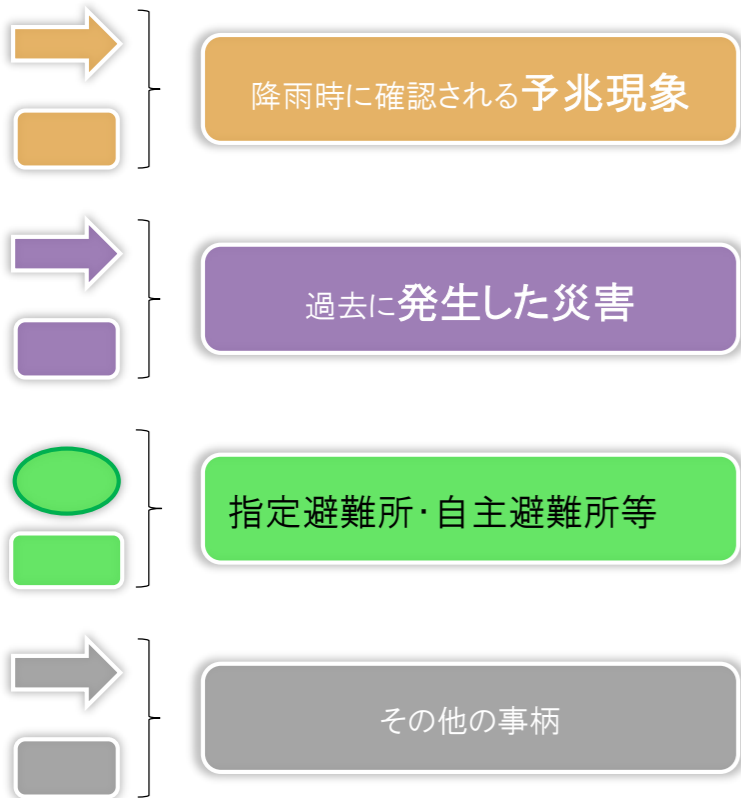 降雨時に確認される予兆現象
過去に発生した災害
指定避難所・自主避難所等
その他の事柄